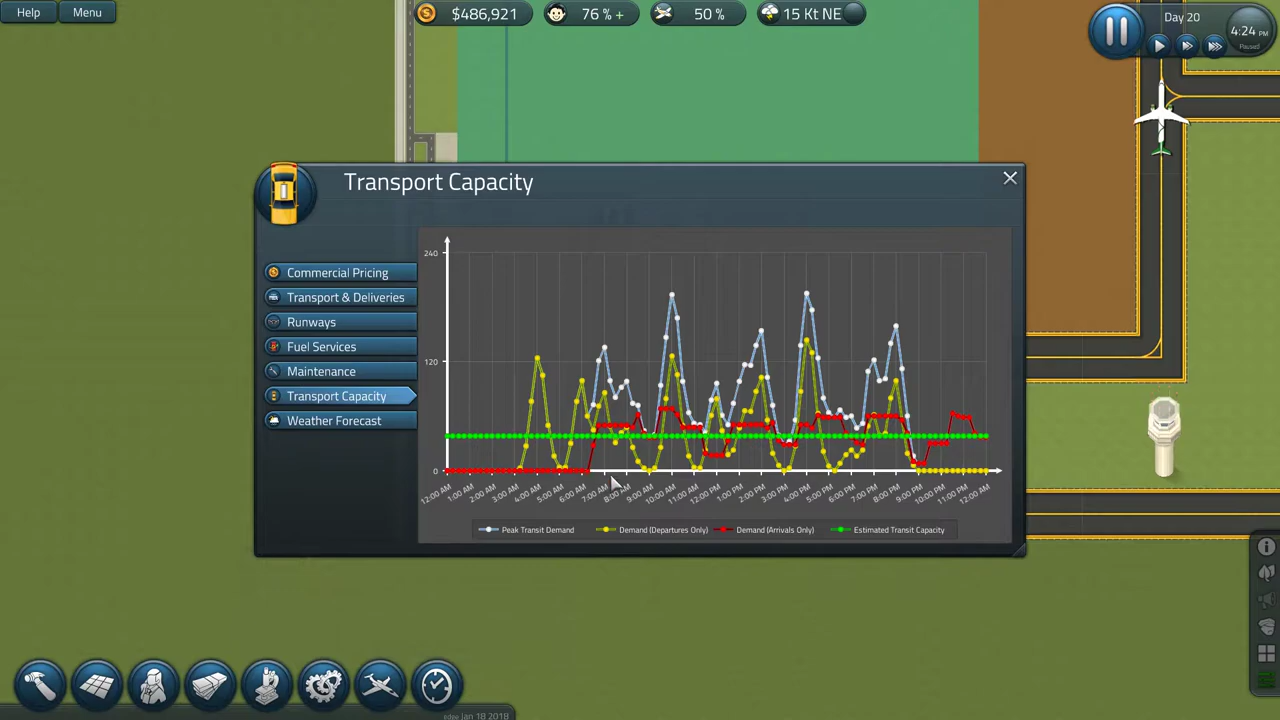 Help
Menu
$486,921
76 % +
50 %
15 Kt NE
Day 20
4:24 PM
Paused
Transport Capacity
Commercial Pricing
Transport & Deliveries
Runways
Fuel Services
Maintenance
Transport Capacity
Weather Forecast
240
120
0
12:00 AM
1:00 AM
2:00 AM
3:00 AM
4:00 AM
5:00 AM
6:00 AM
7:00 AM
8:00 AM
9:00 AM
10:00 AM
11:00 AM
12:00 PM
1:00 PM
2:00 PM
3:00 PM
4:00 PM
5:00 PM
6:00 PM
7:00 PM
8:00 PM
9:00 PM
10:00 PM
11:00 PM
12:00 AM
Peak Transit Demand
Demand (Departures Only)
Demand (Arrivals Only)
Estimated Transit Capacity
edge Jan 18 2018